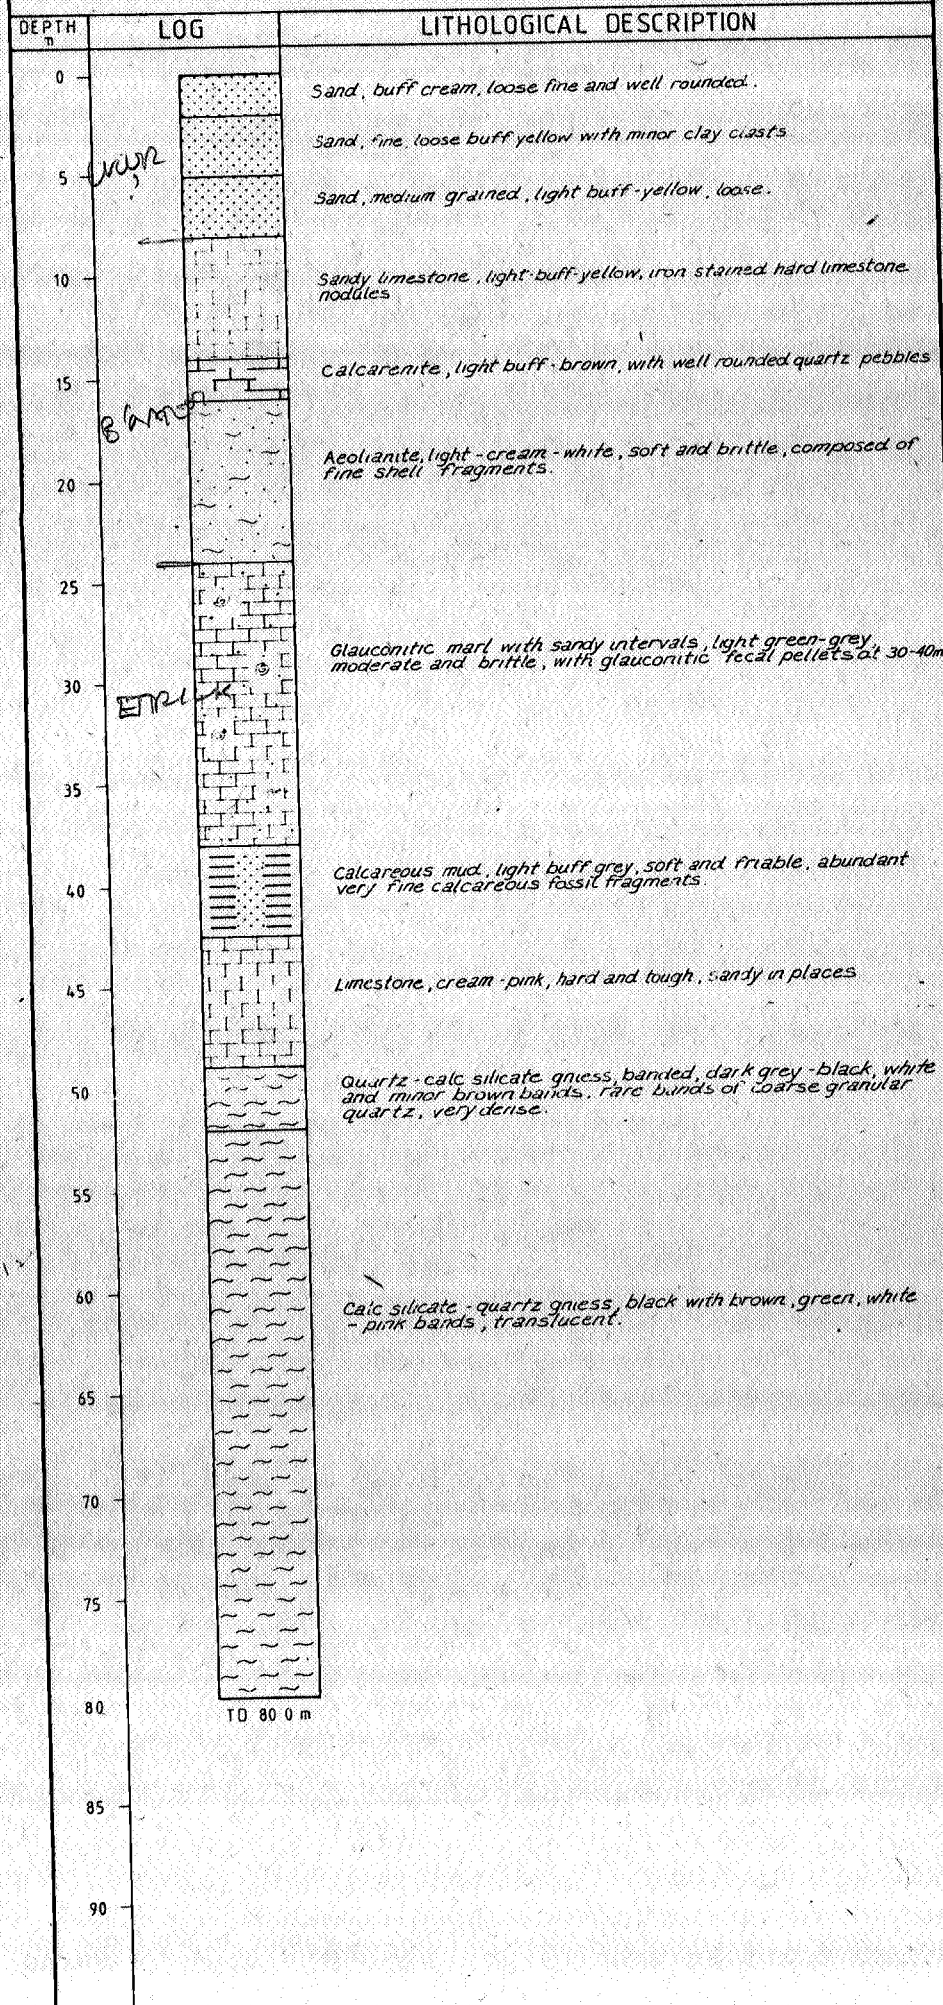 DEPTH
m
LOG
LITHOLOGICAL DESCRIPTION
0
Sand, buff cream, loose fine and well rounded.
Sand, fine, loose buff yellow with minor clay clasts
5
Sand, medium grained, light buff-yellow, loose.
10
Sandy limestone, light-buff-yellow, iron stained hard limestone
nodules
15
Calcarenite, light buff-brown, with well rounded quartz pebbles
20
Aeolianite, light-cream-white, soft and brittle, composed of
fine shell fragments.
25
Glauconitic marl with sandy intervals, light green-grey,
moderate and brittle, with glauconitic fecal pellets at 30-40m
30
ETRICK
35
40
Calcareous mud, light buff grey, soft and friable, abundant
very fine calcareous fossil fragments.
45
Limestone, cream-pink, hard and tough, sandy in places
50
Quartz-calc silicate gniess, banded, dark grey-black, white
and minor brown bands, rare bands of coarse granular
quartz, very dense.
55
60
Calc silicate-quartz gniess, black with brown, green, white
-pink bands, translucent.
65
70
75
80
TD 80 0 m
85
90